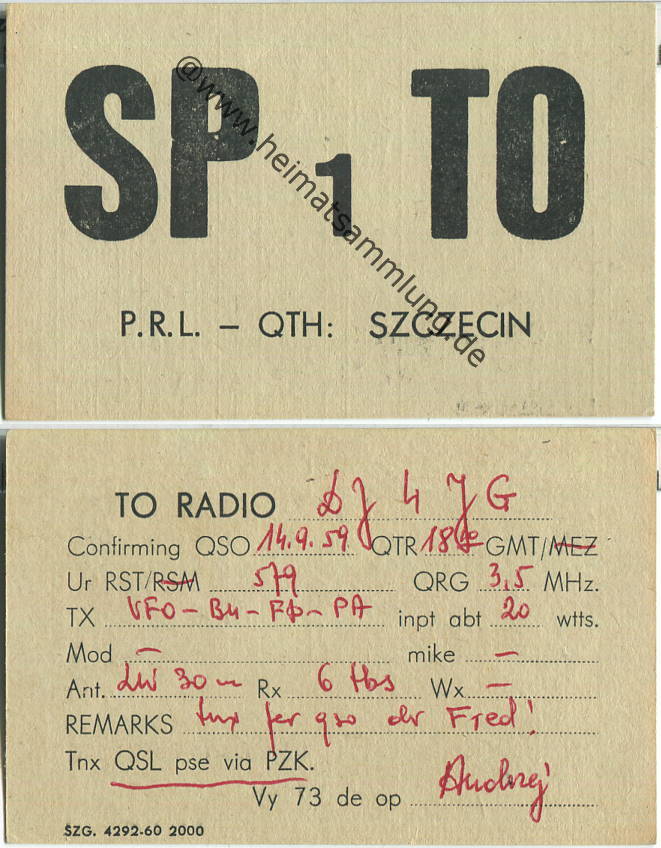 SP 1 TO
@www.heimatsammlung.de
P.R.L. – QTH: SZCZECIN
TO RADIO DJ 4 JG
Confirming QSO 14.9.59 QTR 18 GMT/MEZ
Ur RST/RSM 579 QRG 3,5 MHz.
TX VFO–BU–FD–PA inpt abt 20 wtts.
Mod – mike –
Ant. LW 30 m Rx 6 tbs Wx –
REMARKS tnx fer qso dr Fred!
Tnx QSL pse via PZK.
Vy 73 de op Andrzej
SZG. 4292-60 2000